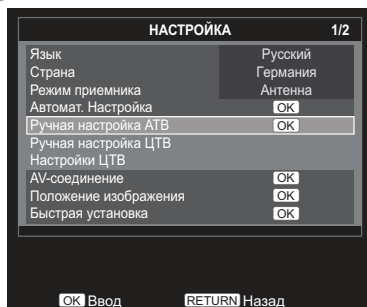 НАСТРОЙКА 1/2
Язык Русский
Страна Германия
Режим приемника Антенна
Автомат. Настройка OK
Ручная настройка АТВ OK
Ручная настройка ЦТВ
Настройки ЦТВ
AV-соединение OK
Положение изображения OK
Быстрая установка OK
OK Ввод RETURN Назад